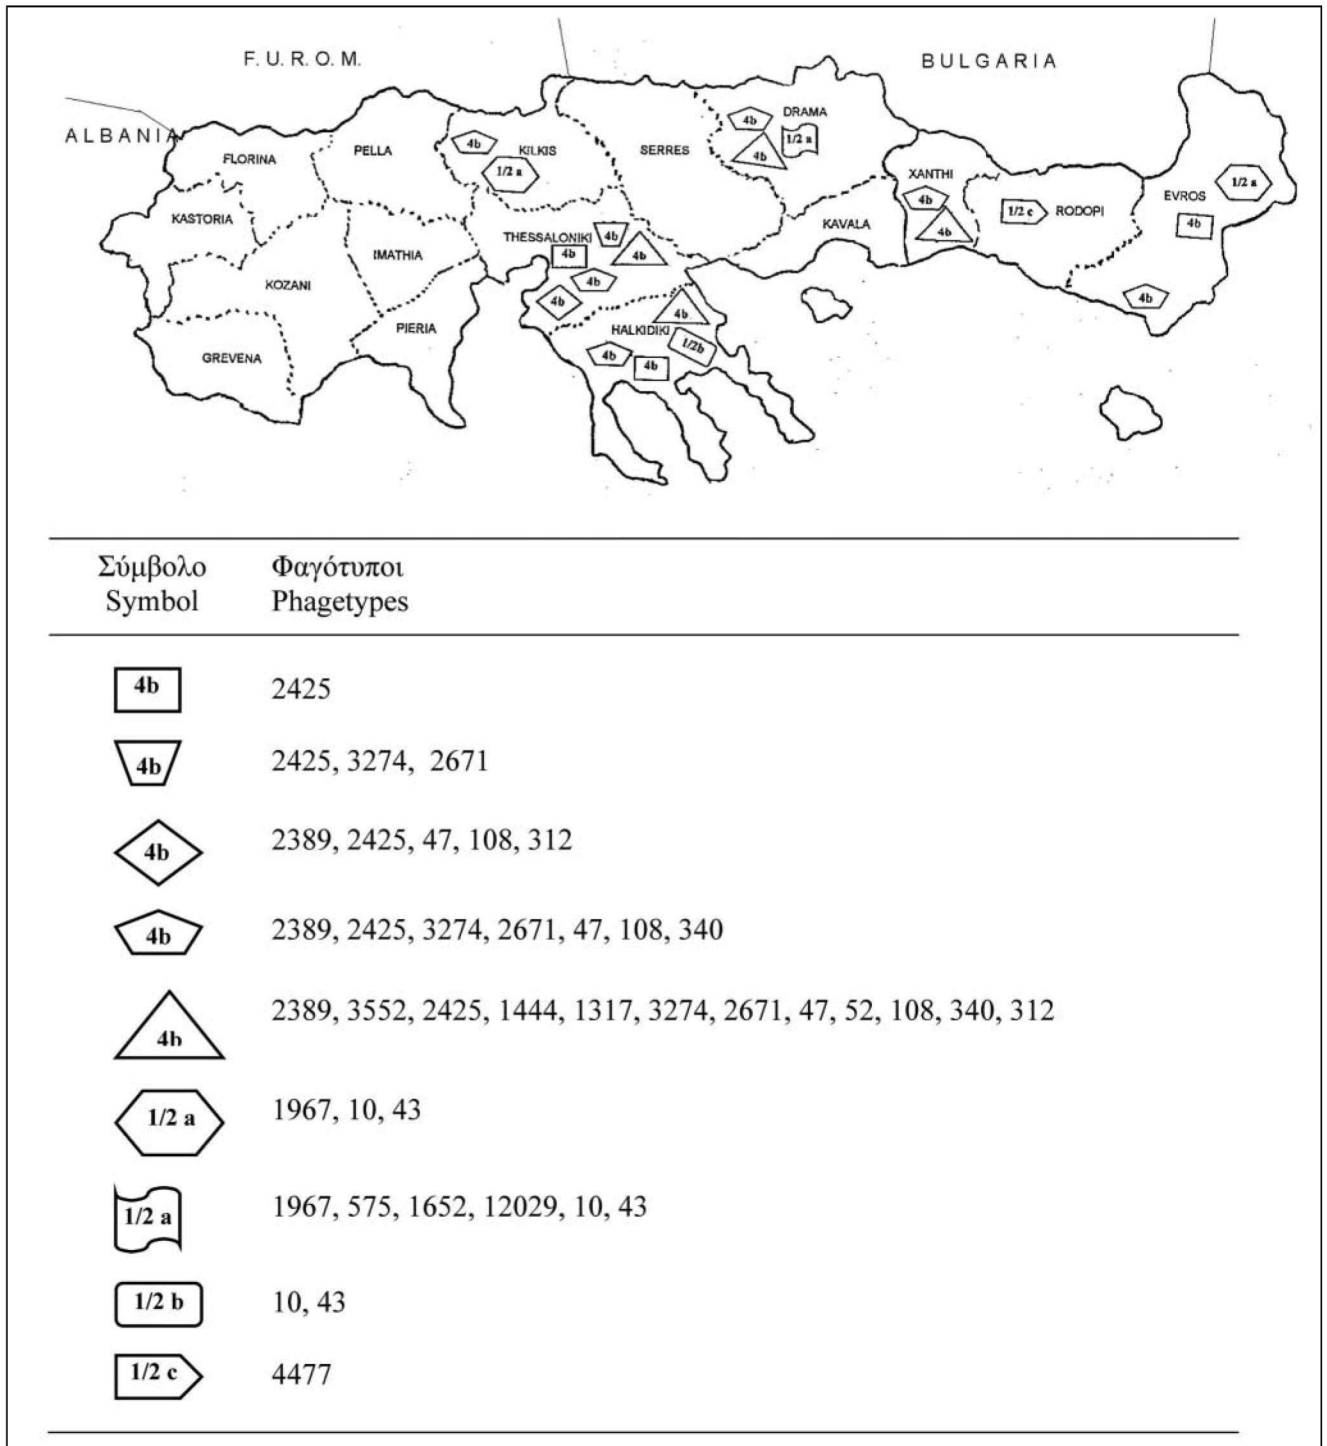 F. U. R. O. M.
BULGARIA
ALBANIA
DRAMA
4b
1/2 a
4b
FLORINA
PELLA
4b
KILKIS
1/2 a
SERRES
XANTHI
4b
4b
1/2 c
RODOPI
EVROS
1/2 a
4b
4b
KASTORIA
IMATHIA
THESSALONIKI
4b
4b
4b
4b
4b
KAVALA
KOZANI
PIERIA
GREVENA
HALKIDIKI
4b
1/2b
4b
4b
Σύμβολο Φαγότυποι
Symbol Phagetypes
4b 2425
4b 2425, 3274, 2671
4b 2389, 2425, 47, 108, 312
4b 2389, 2425, 3274, 2671, 47, 108, 340
4b 2389, 3552, 2425, 1444, 1317, 3274, 2671, 47, 52, 108, 340, 312
1/2 a 1967, 10, 43
1/2 a 1967, 575, 1652, 12029, 10, 43
1/2 b 10, 43
1/2 c 4477